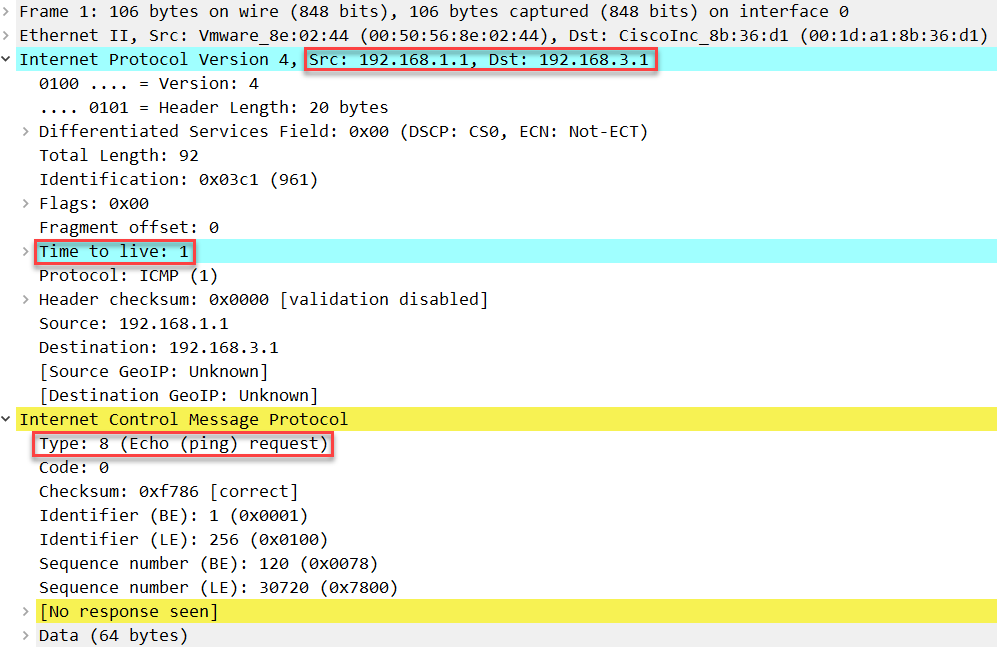 Frame 1: 106 bytes on wire (848 bits), 106 bytes captured (848 bits) on interface 0
Ethernet II, Src: Vmware_8e:02:44 (00:50:56:8e:02:44), Dst: CiscoInc_8b:36:d1 (00:1d:a1:8b:36:d1)
Internet Protocol Version 4, Src: 192.168.1.1, Dst: 192.168.3.1
0100 .... = Version: 4
.... 0101 = Header Length: 20 bytes
Differentiated Services Field: 0x00 (DSCP: CS0, ECN: Not-ECT)
Total Length: 92
Identification: 0x03c1 (961)
Flags: 0x00
Fragment offset: 0
Time to live: 1
Protocol: ICMP (1)
Header checksum: 0x0000 [validation disabled]
Source: 192.168.1.1
Destination: 192.168.3.1
[Source GeoIP: Unknown]
[Destination GeoIP: Unknown]
Internet Control Message Protocol
Type: 8 (Echo (ping) request)
Code: 0
Checksum: 0xf786 [correct]
Identifier (BE): 1 (0x0001)
Identifier (LE): 256 (0x0100)
Sequence number (BE): 120 (0x0078)
Sequence number (LE): 30720 (0x7800)
[No response seen]
Data (64 bytes)